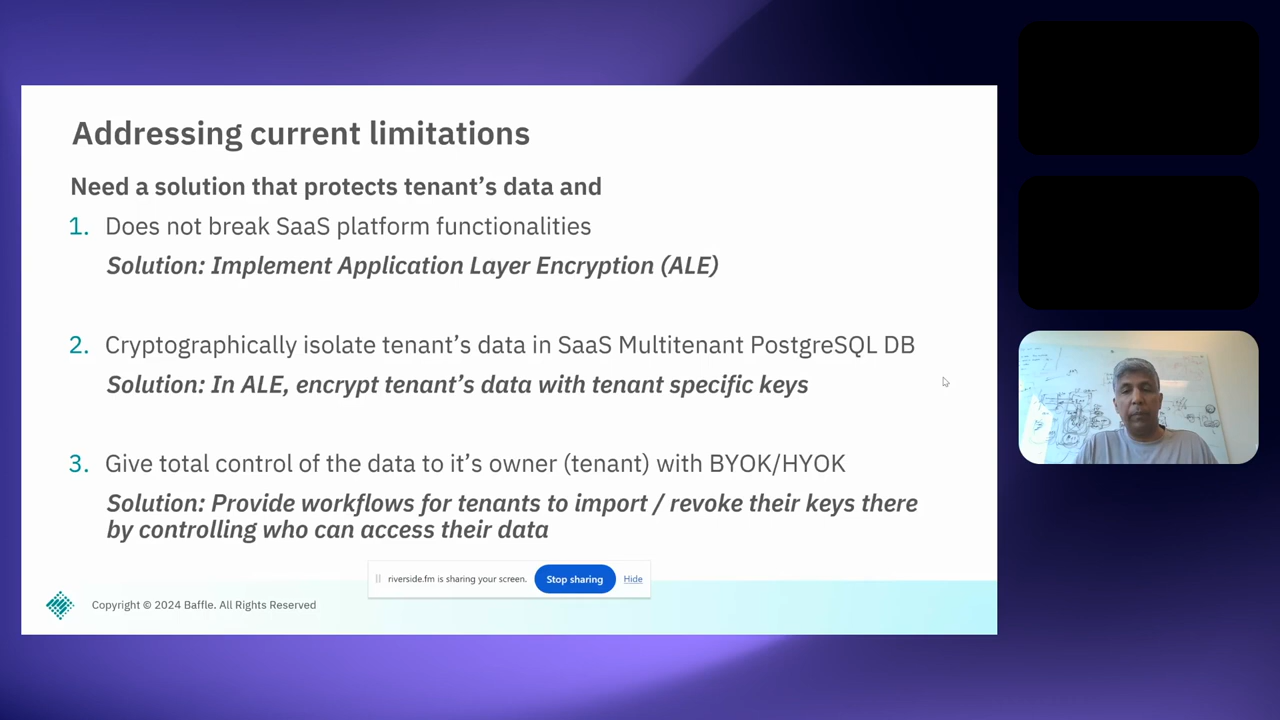 Addressing current limitations
Need a solution that protects tenant's data and
1. Does not break SaaS platform functionalities
Solution: Implement Application Layer Encryption (ALE)
2. Cryptographically isolate tenant's data in SaaS Multitenant PostgreSQL DB
Solution: In ALE, encrypt tenant's data with tenant specific keys
3. Give total control of the data to it's owner (tenant) with BYOK/HYOK
Solution: Provide workflows for tenants to import / revoke their keys there
by controlling who can access their data
riverside.fm is sharing your screen. Stop sharing Hide
Copyright © 2024 Baffle. All Rights Reserved